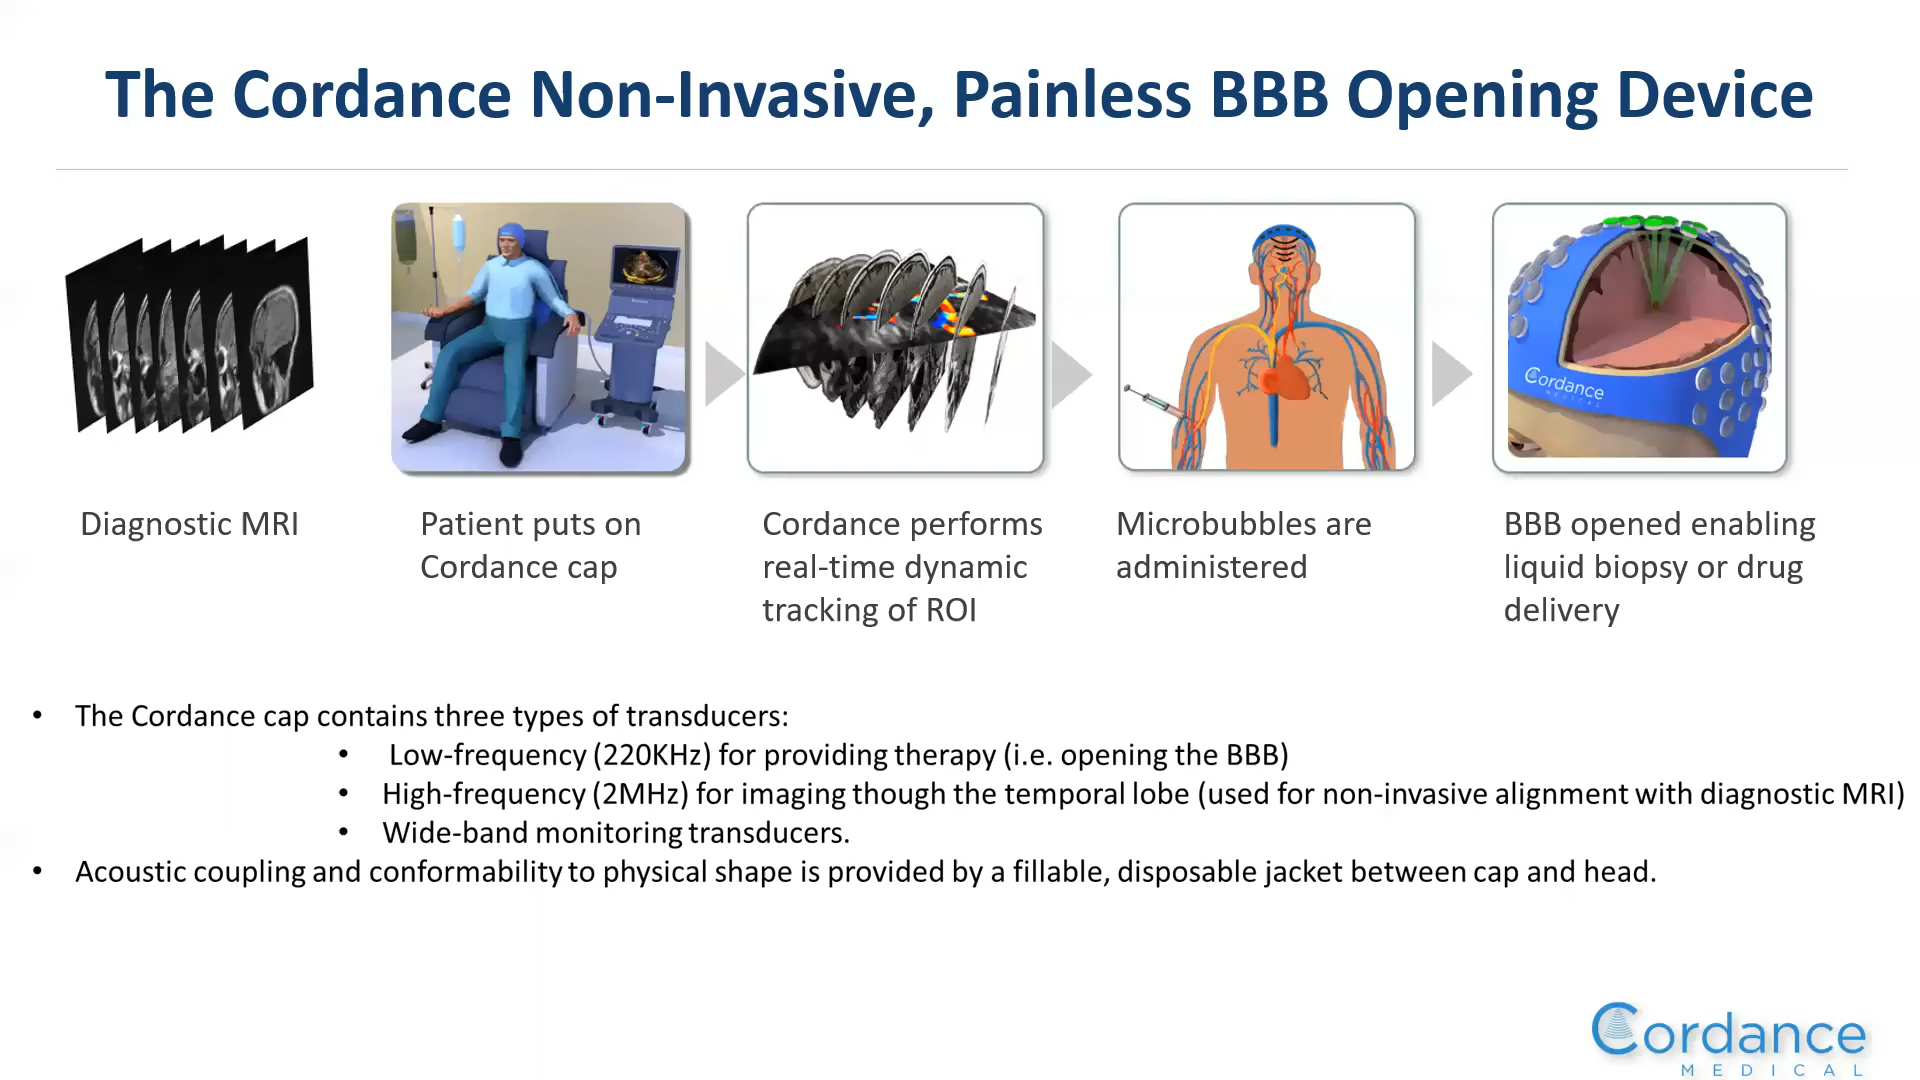 The Cordance Non-Invasive, Painless BBB Opening Device
Cordance
MEDICAL
Diagnostic MRI
Patient puts on
Cordance cap
Cordance performs
real-time dynamic
tracking of ROI
Microbubbles are
administered
BBB opened enabling
liquid biopsy or drug
delivery
• The Cordance cap contains three types of transducers:
• Low-frequency (220KHz) for providing therapy (i.e. opening the BBB)
• High-frequency (2MHz) for imaging though the temporal lobe (used for non-invasive alignment with diagnostic MRI)
• Wide-band monitoring transducers.
• Acoustic coupling and conformability to physical shape is provided by a fillable, disposable jacket between cap and head.
Cordance
MEDICAL